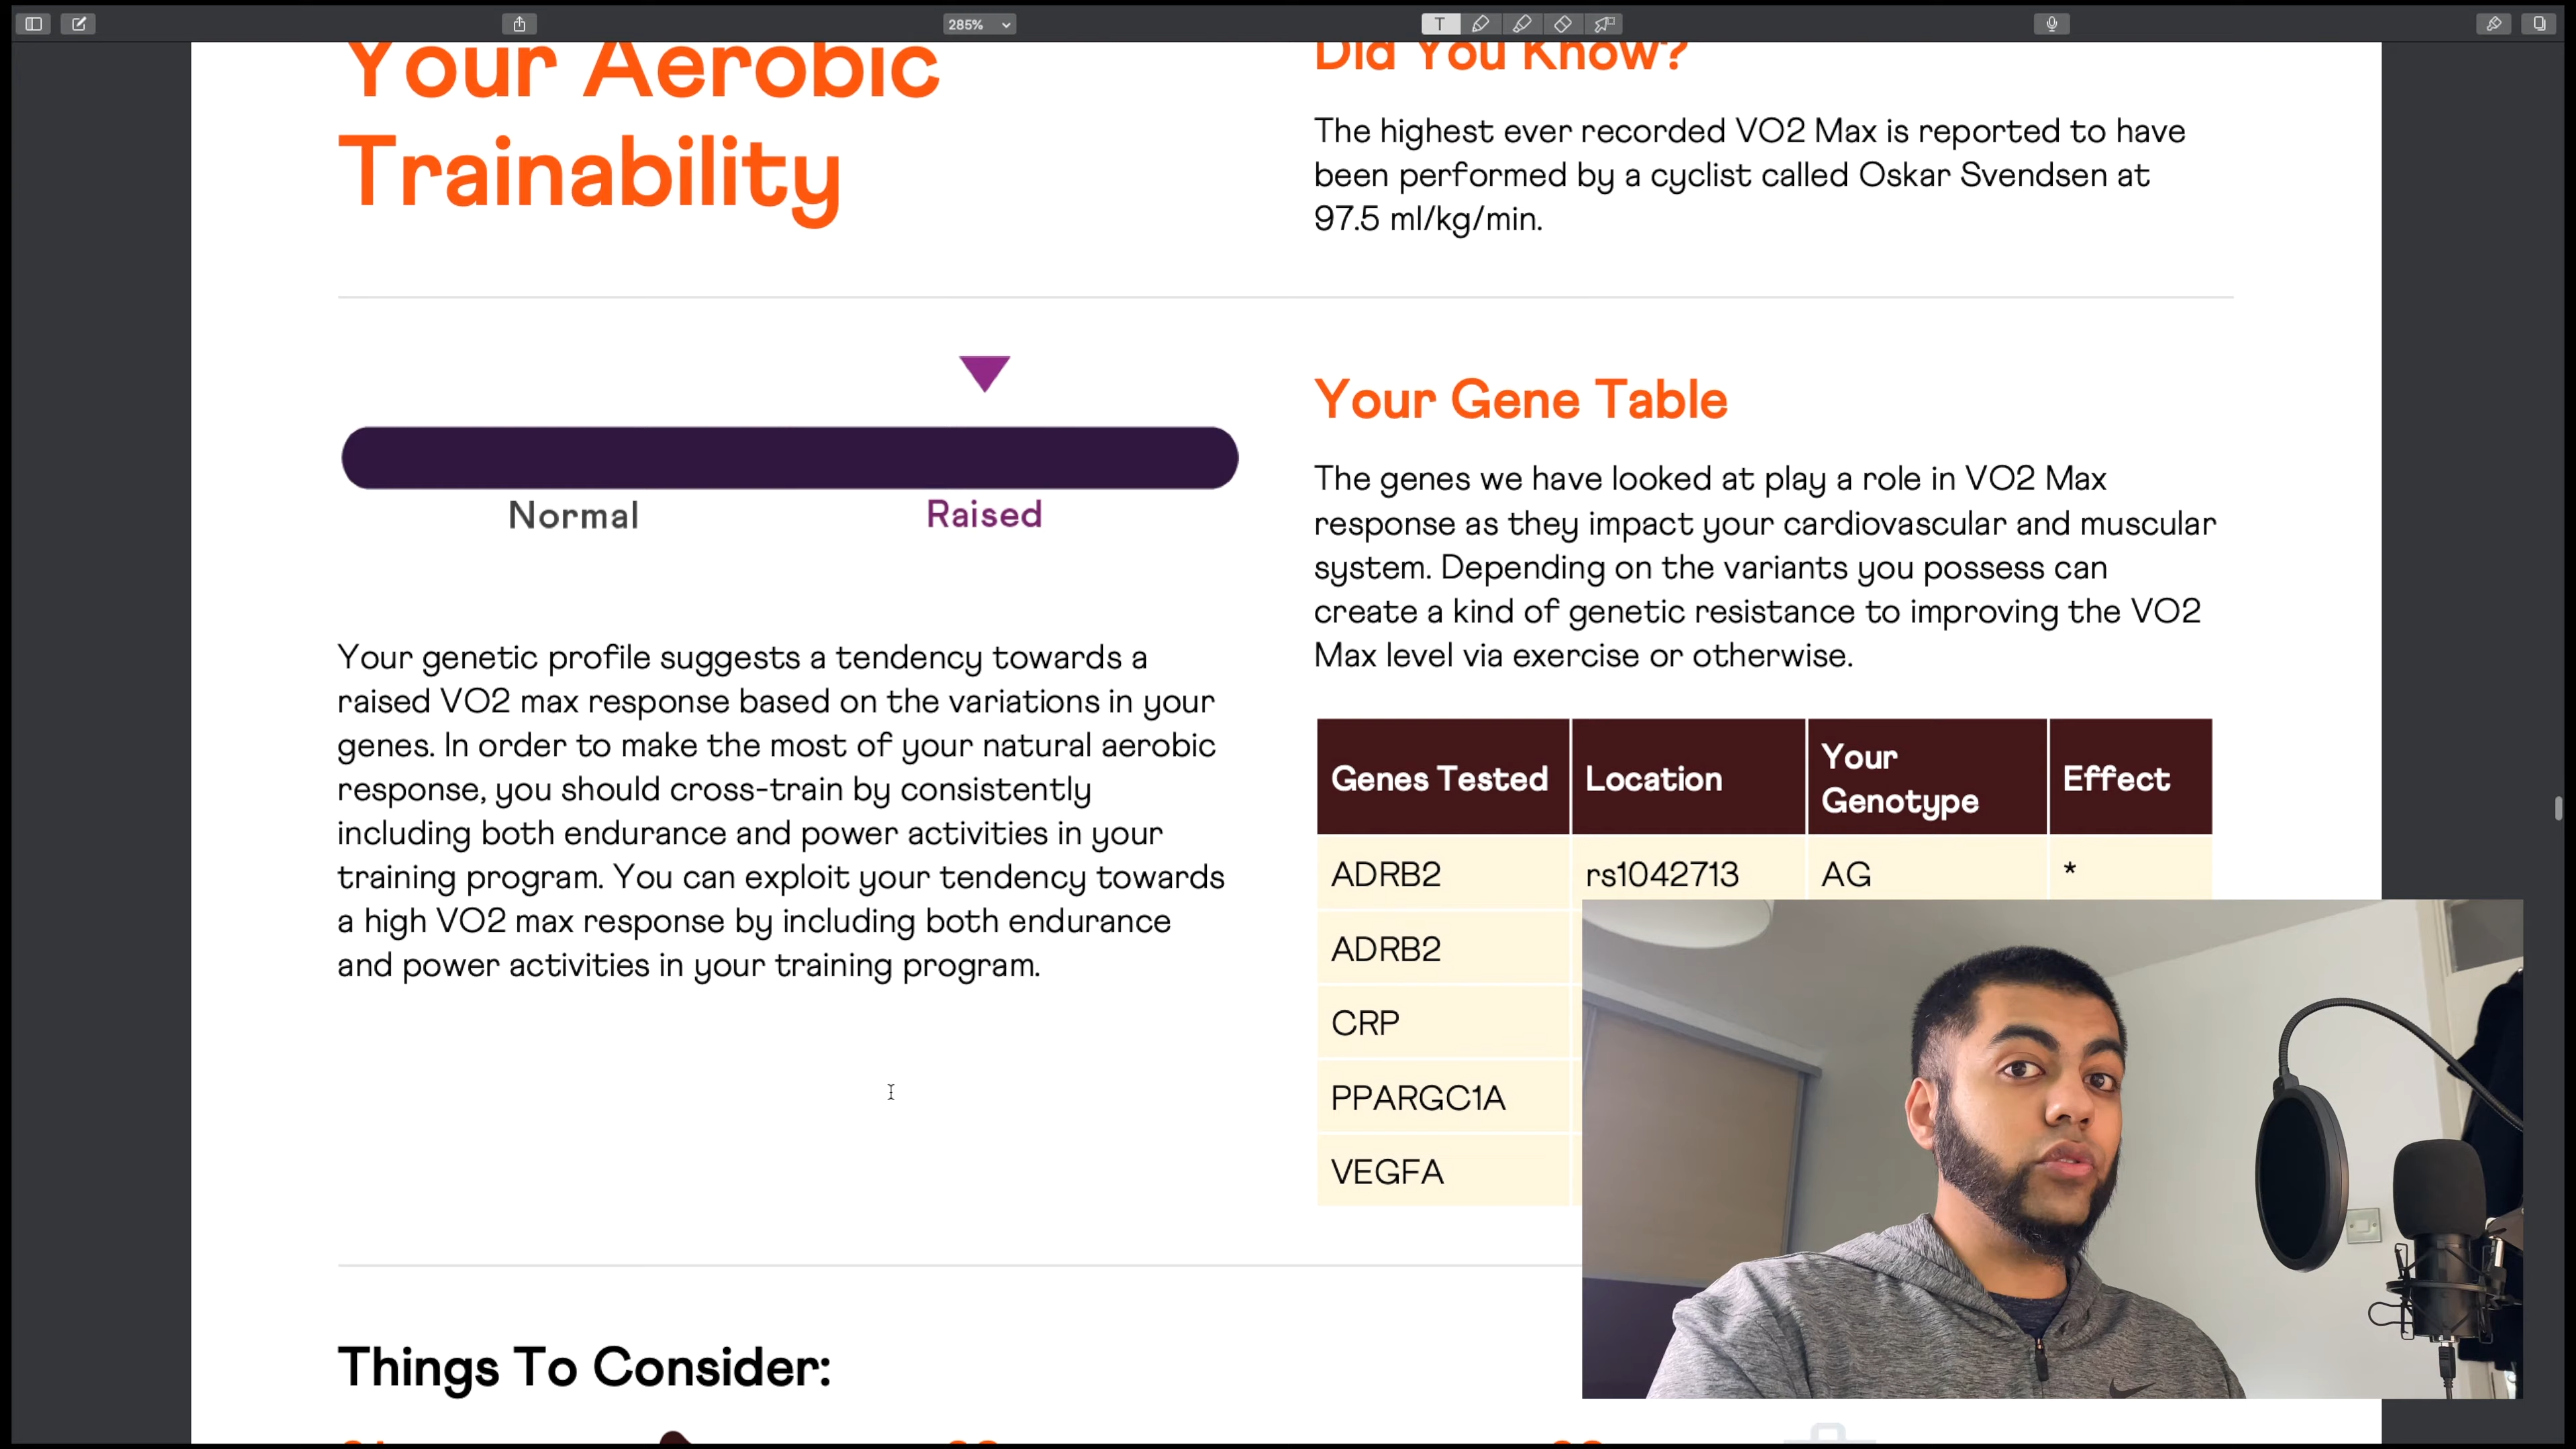 285%
T
Your Aerobic
Trainability
Did You Know?
The highest ever recorded VO2 Max is reported to have
been performed by a cyclist called Oskar Svendsen at
97.5 ml/kg/min.
Normal
Raised
Your genetic profile suggests a tendency towards a
raised VO2 max response based on the variations in your
genes. In order to make the most of your natural aerobic
response, you should cross-train by consistently
including both endurance and power activities in your
training program. You can exploit your tendency towards
a high VO2 max response by including both endurance
and power activities in your training program.
Your Gene Table
The genes we have looked at play a role in VO2 Max
response as they impact your cardiovascular and muscular
system. Depending on the variants you possess can
create a kind of genetic resistance to improving the VO2
Max level via exercise or otherwise.
Genes Tested Location Your Genotype Effect
ADRB2 rs1042713 AG *
ADRB2
CRP
PPARGC1A
VEGFA
Things To Consider: